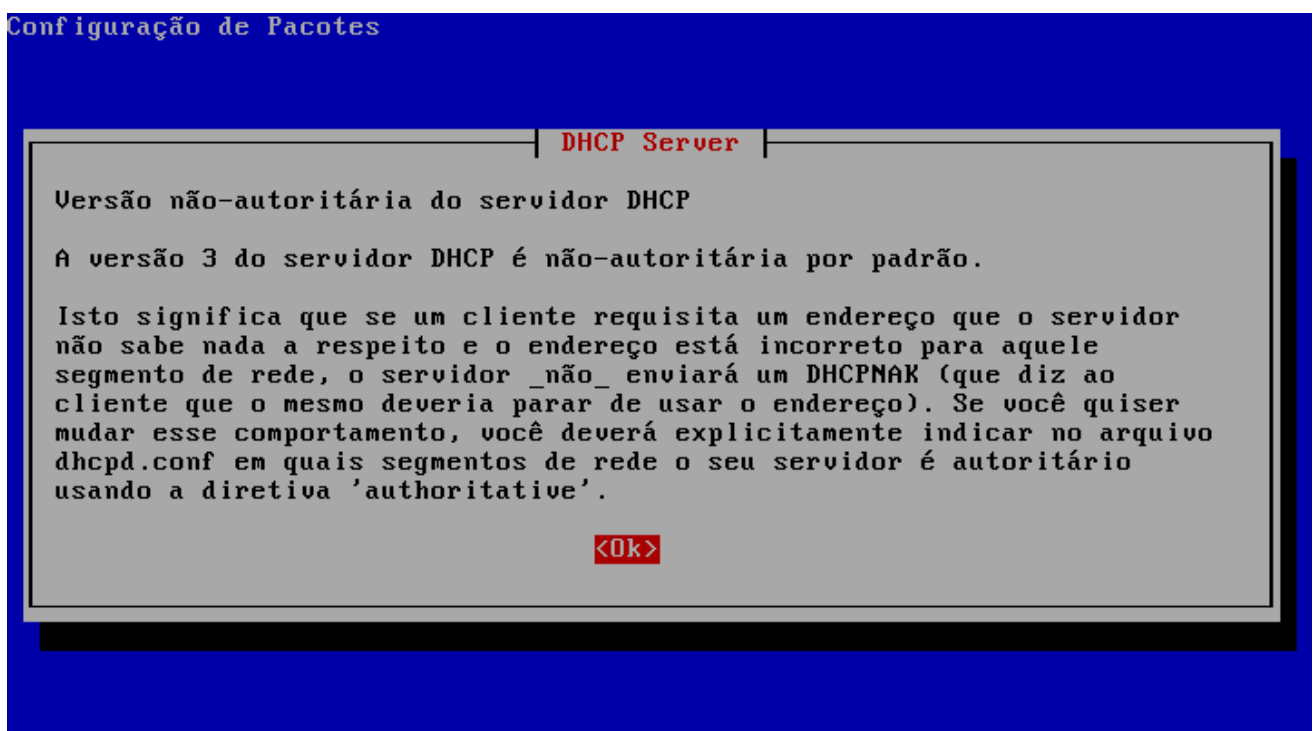 Configuração de Pacotes
DHCP Server
Versão não-autoritária do servidor DHCP
A versão 3 do servidor DHCP é não-autoritária por padrão.
Isto significa que se um cliente requisita um endereço que o servidor
não sabe nada a respeito e o endereço está incorreto para aquele
segmento de rede, o servidor _não_ enviará um DHCPNAK (que diz ao
cliente que o mesmo deveria parar de usar o endereço). Se você quiser
mudar esse comportamento, você deverá explicitamente indicar no arquivo
dhcpd.conf em quais segmentos de rede o seu servidor é autoritário
usando a diretiva 'authoritative'.
<Ok>